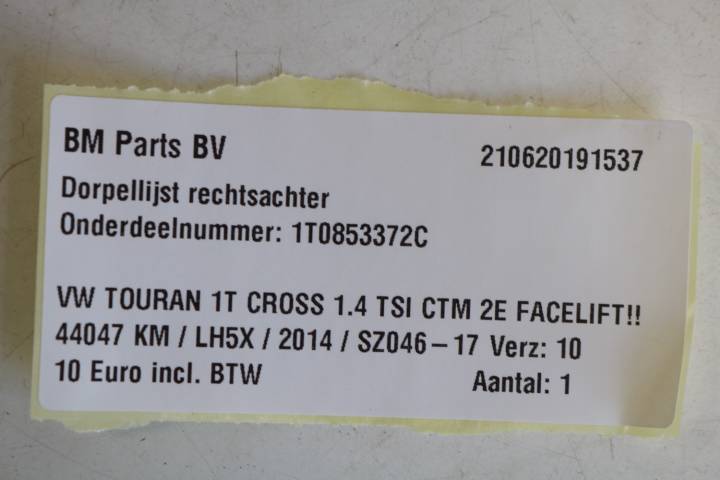 BM Parts BV 210620191537
Dorpellijst rechtsachter
Onderdeelnummer: 1T0853372C
VW TOURAN 1T CROSS 1.4 TSI CTM 2E FACELIFT!!
44047 KM / LH5X / 2014 / SZ046 – 17 Verz: 10
10 Euro incl. BTW Aantal: 1